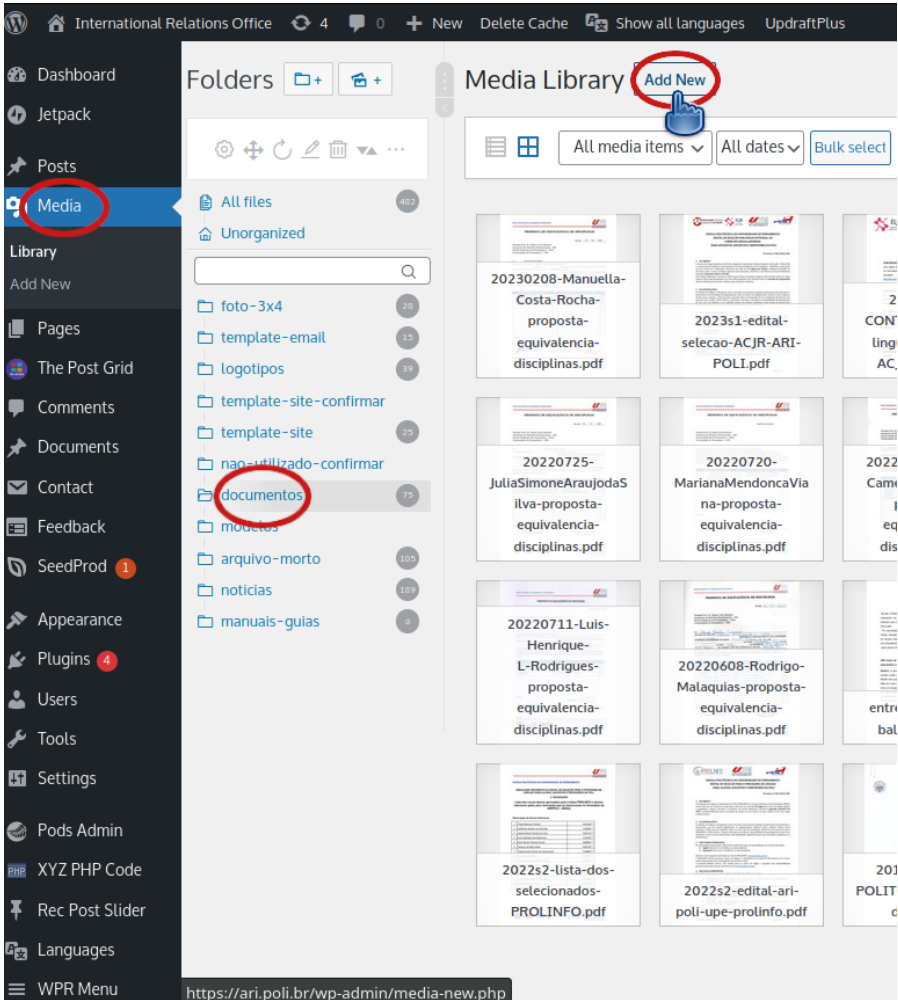 International Relations Office 4 0 + New Delete Cache Show all languages UpdraftPlus
Dashboard
Jetpack
Posts
Media
Library
Add New
Pages
The Post Grid
Comments
Documents
Contact
Feedback
SeedProd 1
Appearance
Plugins 4
Users
Tools
Settings
Pods Admin
PHP XYZ PHP Code
Rec Post Slider
Languages
WPR Menu
Folders
All files 482
Unorganized
foto-3x4 28
template-email 15
logotipos 39
template-site-confirmar
template-site 25
nao-utilizado-confirmar
documentos 75
modelos
arquivo-morto 105
noticias 189
manuais-guias 0
Media Library Add New
All media items All dates Bulk select
20230208-Manuella-
Costa-Rocha-
proposta-
equivalencia-
disciplinas.pdf
2023s1-edital-
selecao-ACJR-ARI-
POLI.pdf
20220725-
JuliaSimoneAraujodaS
ilva-proposta-
equivalencia-
disciplinas.pdf
20220720-
MarianaMendoncaVia
na-proposta-
equivalencia-
disciplinas.pdf
20220711-Luis-
Henrique-
L-Rodrigues-
proposta-
equivalencia-
disciplinas.pdf
20220608-Rodrigo-
Malaquias-proposta-
equivalencia-
disciplinas.pdf
2022s2-lista-dos-
selecionados-
PROLINFO.pdf
2022s2-edital-ari-
poli-upe-prolinfo.pdf
https://ari.poli.br/wp-admin/media-new.php